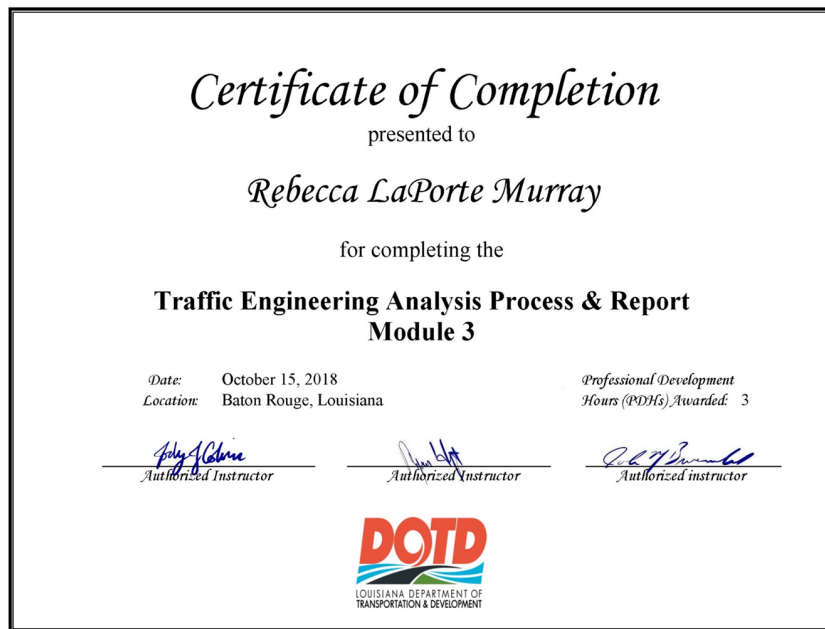 Certificate of Completion
presented to
Rebecca LaPorte Murray
for completing the
Traffic Engineering Analysis Process & Report
Module 3
Date: October 15, 2018
Location: Baton Rouge, Louisiana
Professional Development
Hours (PDHs) Awarded: 3
Authorized Instructor
Authorized Instructor
Authorized instructor
DOTD
LOUISIANA DEPARTMENT OF
TRANSPORTATION & DEVELOPMENT